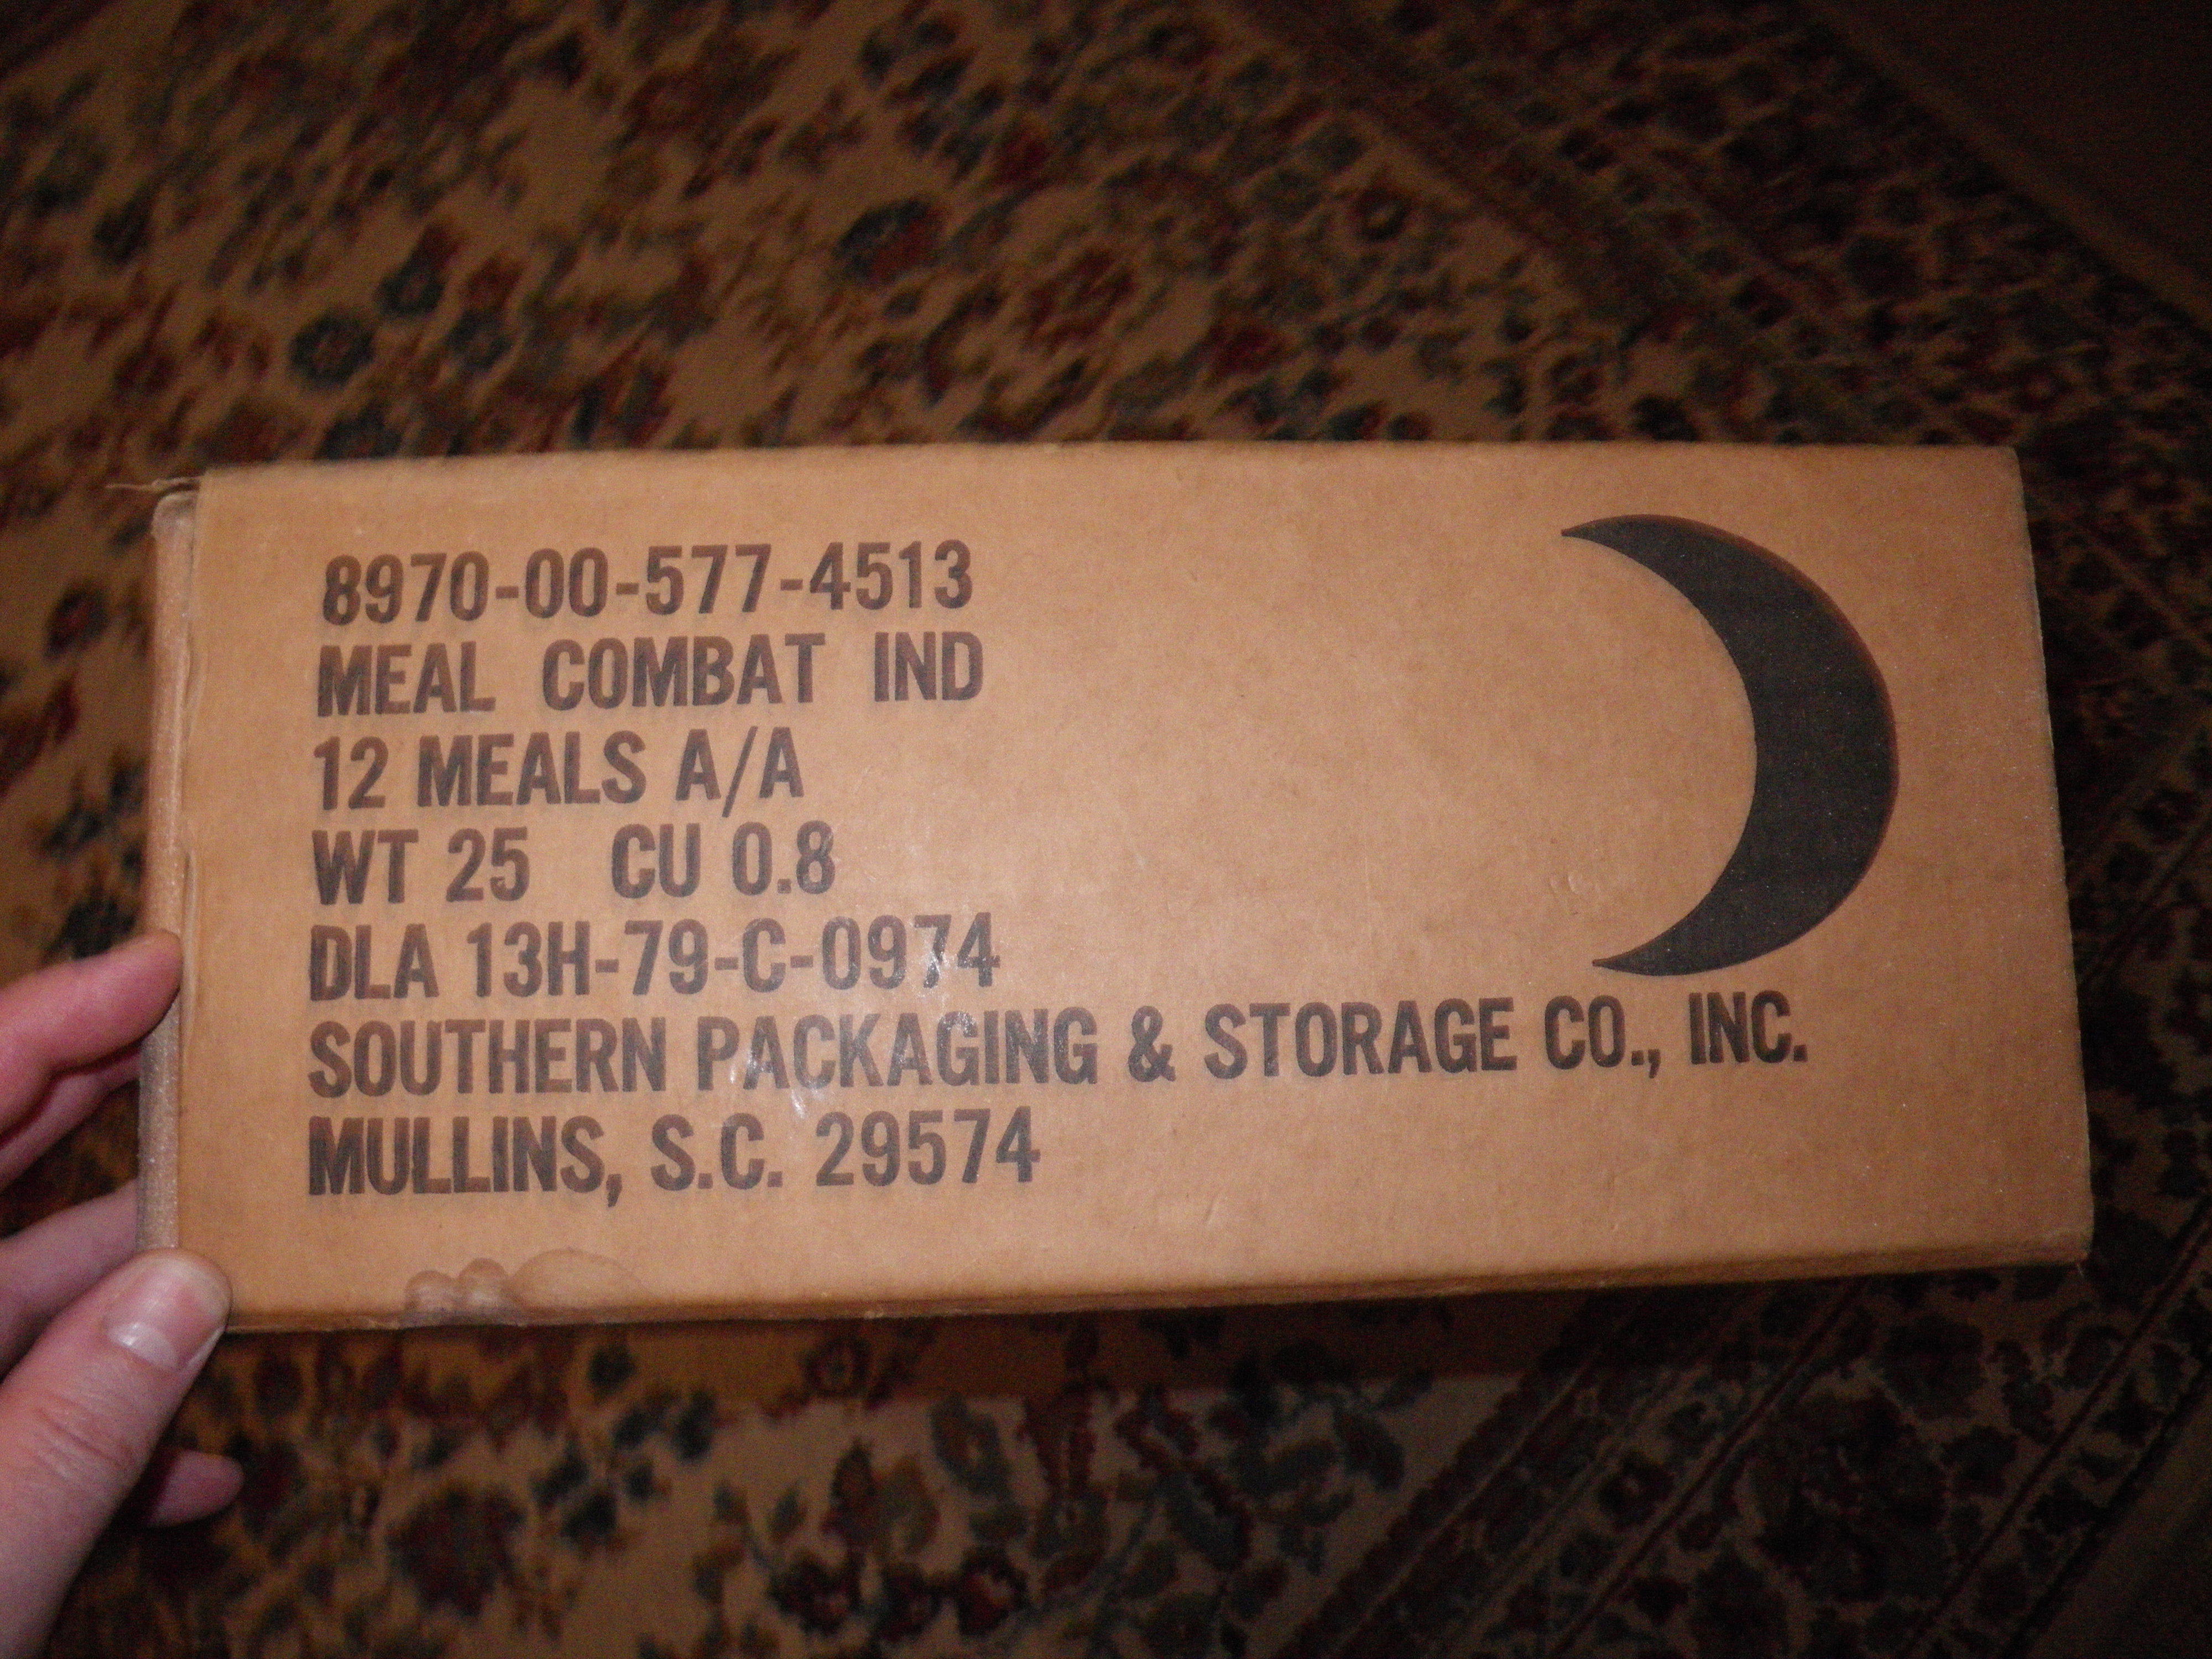 8970-00-577-4513
MEAL COMBAT IND
12 MEALS A/A
WT 25 CU 0.8
DLA 13H-79-C-0974
SOUTHERN PACKAGING & STORAGE CO., INC.
MULLINS, S.C. 29574